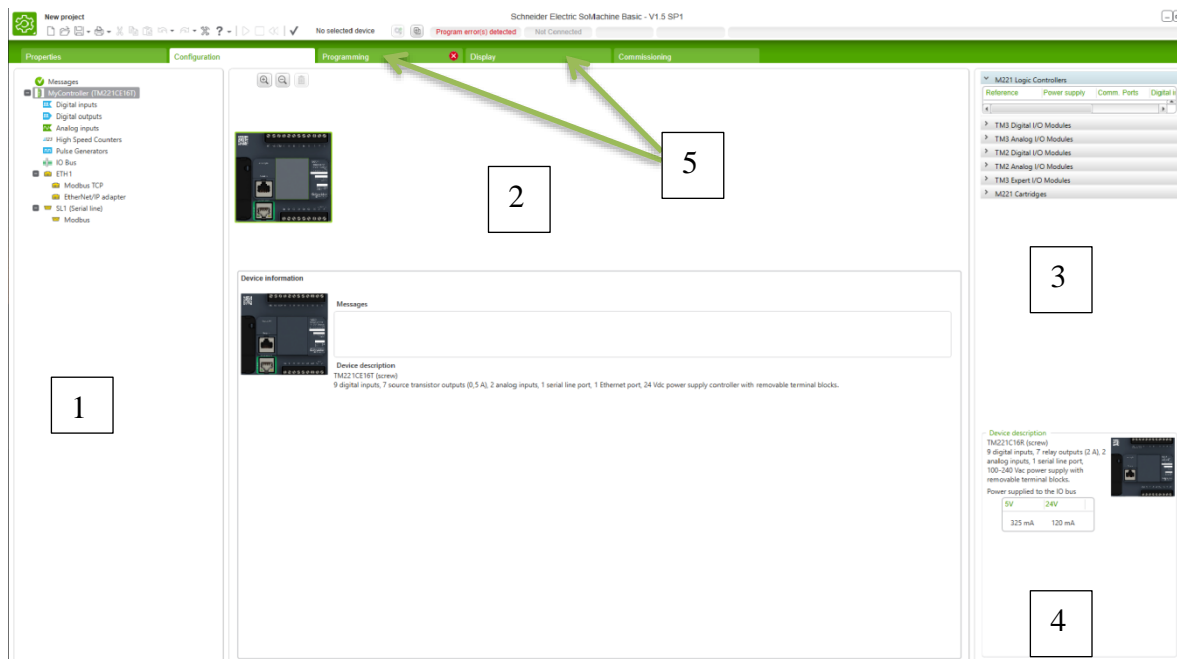 New project
Schneider Electric SoMachine Basic - V1.5 SP1
No selected device
Program error(s) detected
Not Connected
Properties
Configuration
Programming
Display
Commissioning
Messages
MyController (TM221CE16T)
Digital inputs
Digital outputs
Analog inputs
High Speed Counters
Pulse Generators
IO Bus
ETH1
Modbus TCP
EtherNet/IP adapter
SL1 (Serial line)
Modbus
1
2
5
Device information
Messages
Device description
TM221CE16T (screw)
9 digital inputs, 7 source transistor outputs (0,5 A), 2 analog inputs, 1 serial line port, 1 Ethernet port, 24 Vdc power supply controller with removable terminal blocks.
M221 Logic Controllers
Reference Power supply Comm. Ports Digital i
TM3 Digital I/O Modules
TM3 Analog I/O Modules
TM2 Digital I/O Modules
TM2 Analog I/O Modules
TM3 Expert I/O Modules
M221 Cartridges
3
Device description
TM221C16R (screw)
9 digital inputs, 7 relay outputs (2 A), 2
analog inputs, 1 serial line port,
100-240 Vac power supply with
removable terminal blocks.
Power supplied to the IO bus
5V 24V
325 mA 120 mA
4